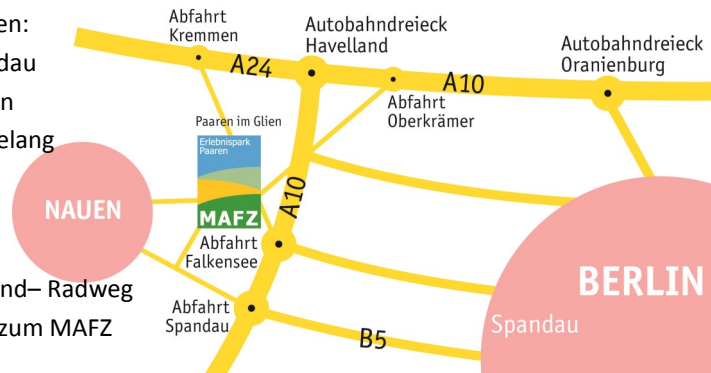 en:
dau
n
elang
nd– Radweg
zum MAFZ
Abfahrt
Kremmen
Autobahndreieck
Havelland
Autobahndreieck
Oranienburg
A24
A10
Abfahrt
Oberkrämer
Paaren im Glien
Erlebnispark
Paaren
MAFZ
NAUEN
A10
Abfahrt
Falkensee
Abfahrt
Spandau
B5
BERLIN
Spandau